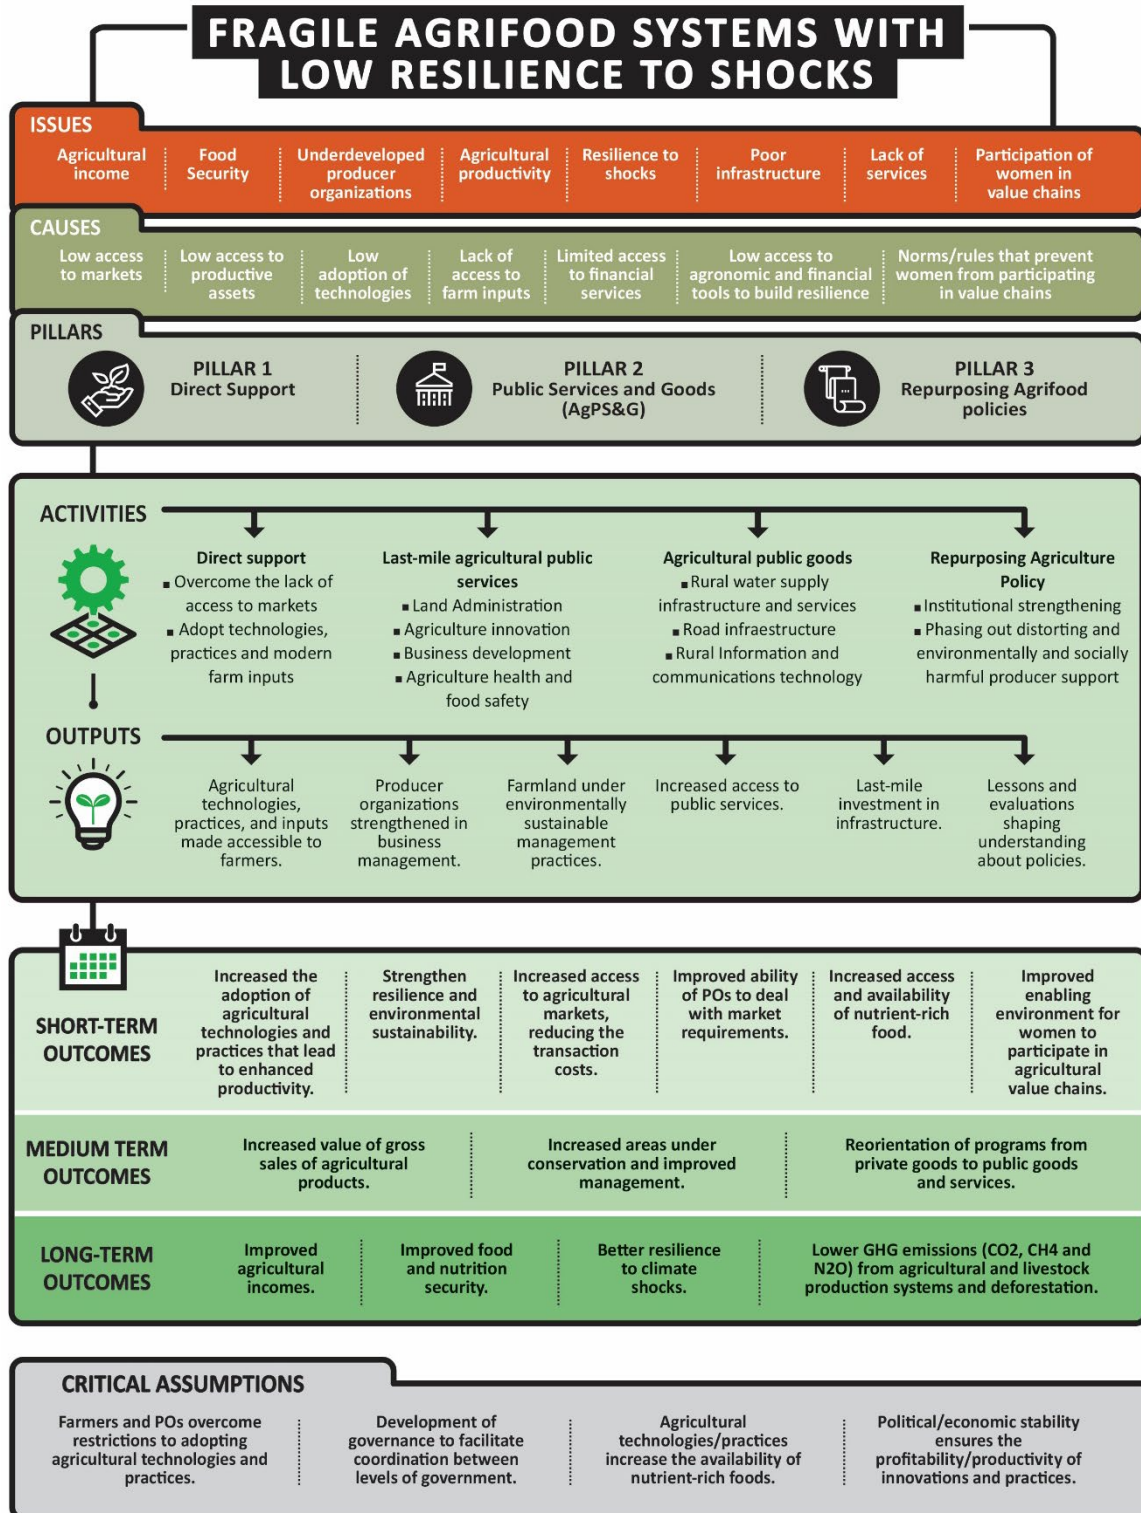 FRAGILE AGRIFOOD SYSTEMS WITH
LOW RESILIENCE TO SHOCKS
ISSUES
Agricultural
income
Food
Security
Underdeveloped
producer
organizations
Agricultural
productivity
Resilience to
shocks
Poor
infrastructure
Lack of
services
Participation of
women in
value chains
CAUSES
Low access
to markets
Low access to
productive
assets
Low
adoption of
technologies
Lack of
access to
farm inputs
Limited access
to financial
services
Low access to
agronomic and financial
tools to build resilience
Norms/rules that prevent
women from participating
in value chains
PILLARS
PILLAR 1
Direct Support
PILLAR 2
Public Services and Goods
(AgPS&G)
PILLAR 3
Repurposing Agrifood
policies
ACTIVITIES
Direct support
▪ Overcome the lack of
access to markets
▪ Adopt technologies,
practices and modern
farm inputs
Last-mile agricultural public
services
▪ Land Administration
▪ Agriculture innovation
▪ Business development
▪ Agriculture health and
food safety
Agricultural public goods
▪ Rural water supply
infrastructure and services
▪ Road infraestructure
▪ Rural Information and
communications technology
Repurposing Agriculture
Policy
▪ Institutional strengthening
▪ Phasing out distorting and
environmentally and socially
harmful producer support
OUTPUTS
Agricultural
technologies,
practices, and inputs
made accessible to
farmers.
Producer
organizations
strengthened in
business
management.
Farmland under
environmentally
sustainable
management
practices.
Increased access to
public services.
Last-mile
investment in
infrastructure.
Lessons and
evaluations
shaping
understanding
about policies.
SHORT-TERM
OUTCOMES
Increased the
adoption of
agricultural
technologies and
practices that lead
to enhanced
productivity.
Strengthen
resilience and
environmental
sustainability.
Increased access
to agricultural
markets,
reducing the
transaction
costs.
Improved ability
of POs to deal
with market
requirements.
Increased access
and availability
of nutrient-rich
food.
Improved
enabling
environment for
women to
participate in
agricultural
value chains.
MEDIUM TERM
OUTCOMES
Increased value of gross
sales of agricultural
products.
Increased areas under
conservation and improved
management.
Reorientation of programs from
private goods to public goods
and services.
LONG-TERM
OUTCOMES
Improved
agricultural
incomes.
Improved food
and nutrition
security.
Better resilience
to climate
shocks.
Lower GHG emissions (CO2, CH4 and
N2O) from agricultural and livestock
production systems and deforestation.
CRITICAL ASSUMPTIONS
Farmers and POs overcome
restrictions to adopting
agricultural technologies and
practices.
Development of
governance to facilitate
coordination between
levels of government.
Agricultural
technologies/practices
increase the availability of
nutrient-rich foods.
Political/economic stability
ensures the
profitability/productivity of
innovations and practices.